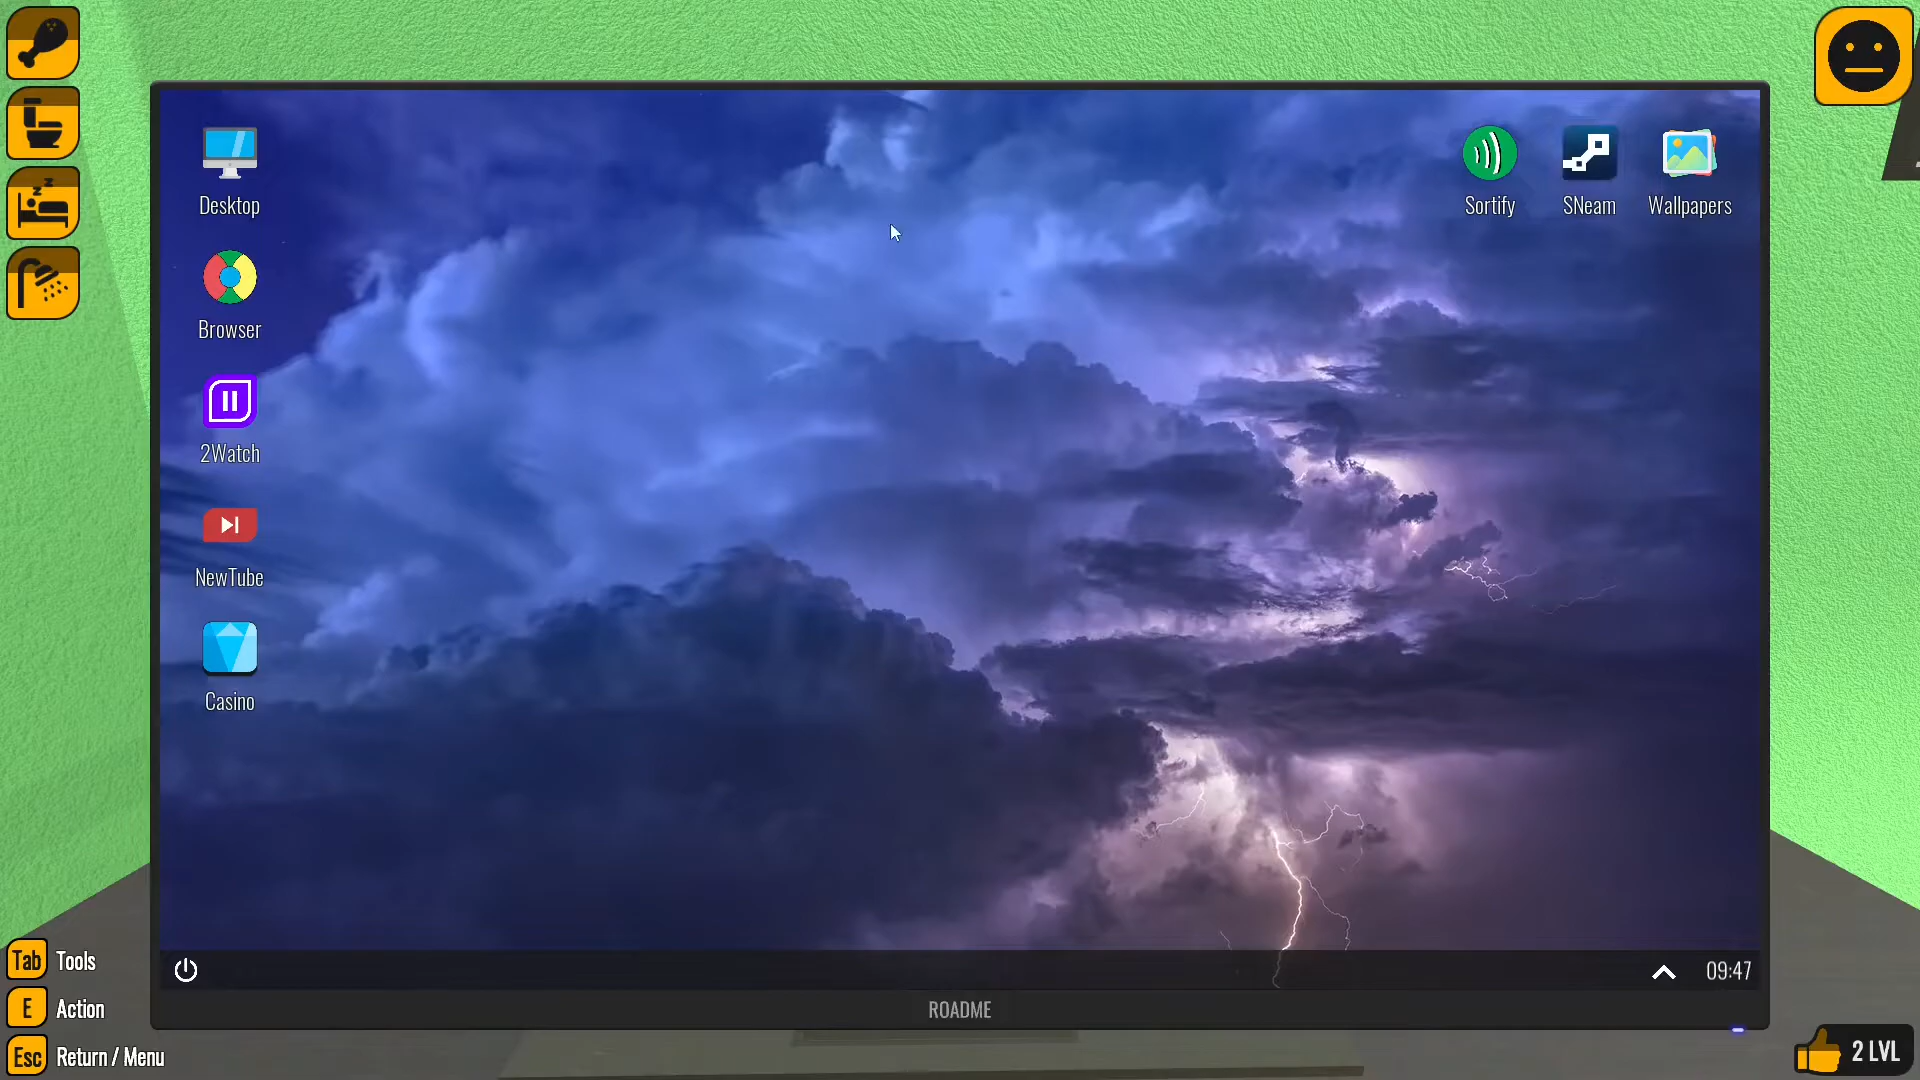 Desktop
Browser
2Watch
NewTube
Casino
Sortify
SNeam
Wallpapers
09:47
ROADME
Tab Tools
E Action
Esc Return / Menu
2 LVL